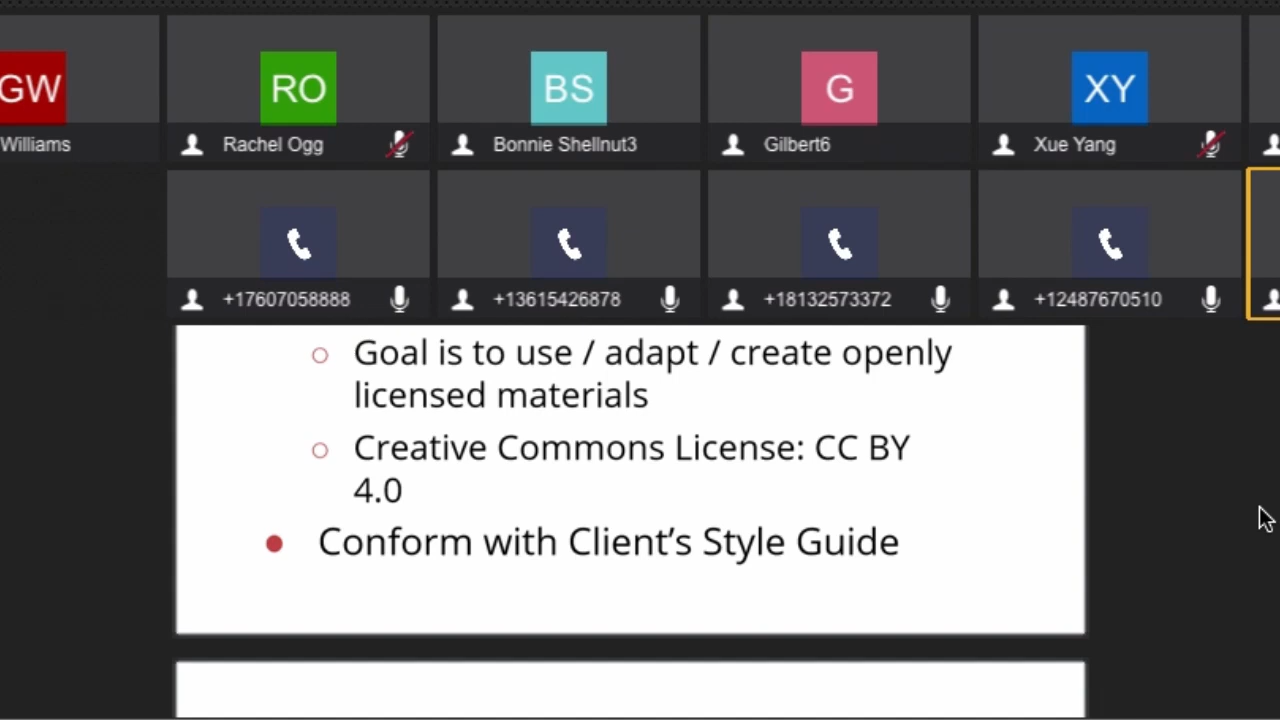 GW
RO
BS
G
XY
Williams
Rachel Ogg
Bonnie Shellnut3
Gilbert6
Xue Yang
+17607058888
+13615426878
+18132573372
+12487670510
Goal is to use / adapt / create openly
licensed materials
Creative Commons License: CC BY
4.0
Conform with Client’s Style Guide